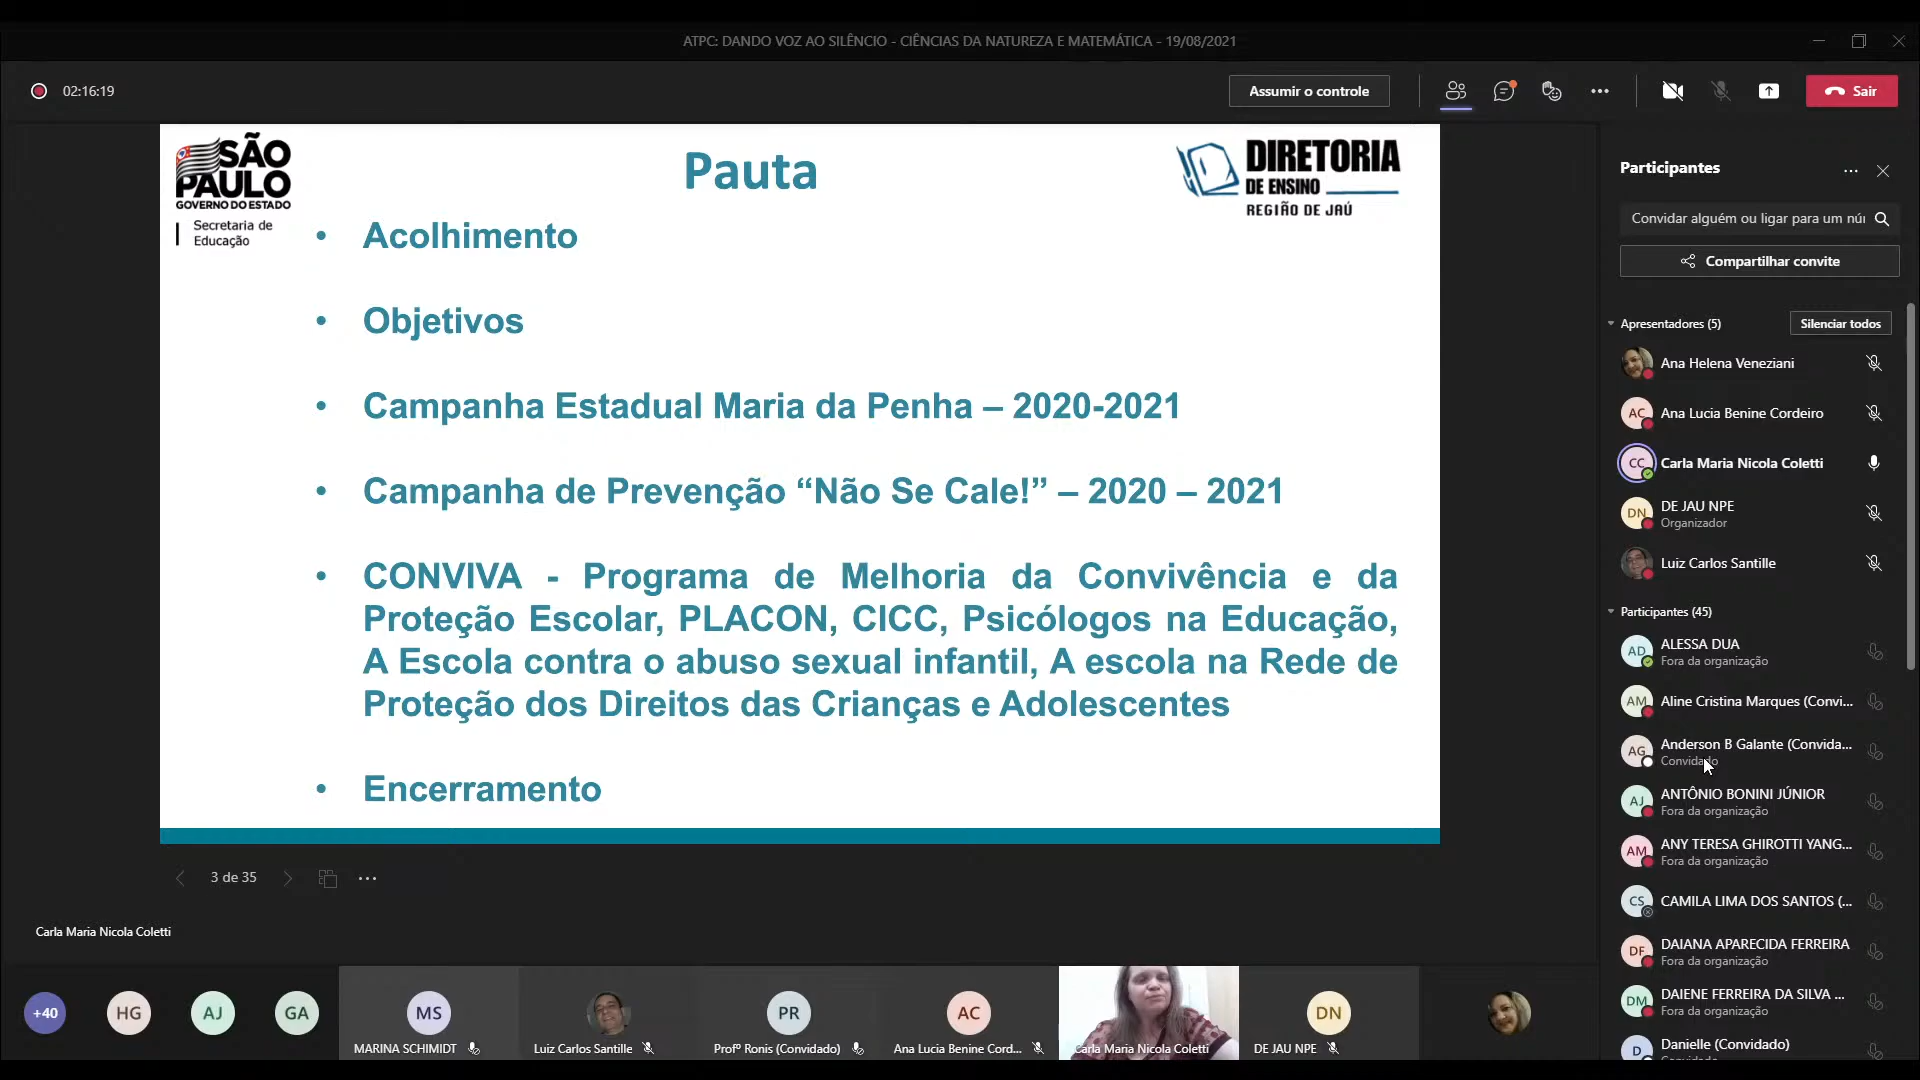 ATPC: DANDO VOZ AO SILÊNCIO - CIÊNCIAS DA NATUREZA E MATEMÁTICA - 19/08/2021
02:16:19
Assumir o controle
Sair
SÃO
PAULO
GOVERNO DO ESTADO
Secretaria de
Educação
Pauta
DIRETORIA
DE ENSINO
REGIÃO DE JAÚ
• Acolhimento
• Objetivos
• Campanha Estadual Maria da Penha – 2020-2021
• Campanha de Prevenção “Não Se Cale!” – 2020 – 2021
• CONVIVA - Programa de Melhoria da Convivência e da
Proteção Escolar, PLACON, CICC, Psicólogos na Educação,
A Escola contra o abuso sexual infantil, A escola na Rede de
Proteção dos Direitos das Crianças e Adolescentes
• Encerramento
3 de 35
Carla Maria Nicola Coletti
Participantes
Convidar alguém ou ligar para um nú
Compartilhar convite
Apresentadores (5)
Silenciar todos
Ana Helena Veneziani
AC
Ana Lucia Benine Cordeiro
CC
Carla Maria Nicola Coletti
DN
DE JAU NPE
Organizador
Luiz Carlos Santille
Participantes (45)
AD
ALESSA DUA
Fora da organização
AM
Aline Cristina Marques (Convi...
AG
Anderson B Galante (Convida...
Convidado
AJ
ANTÔNIO BONINI JÚNIOR
Fora da organização
AM
ANY TERESA GHIROTTI YANG...
Fora da organização
CS
CAMILA LIMA DOS SANTOS (...
DF
DAIANA APARECIDA FERREIRA
Fora da organização
DM
DAIENE FERREIRA DA SILVA ...
Fora da organização
D
Danielle (Convidado)
+40
HG
AJ
GA
MS
MARINA SCHIMIDT
Luiz Carlos Santille
PR
Profº Ronis (Convidado)
AC
Ana Lucia Benine Cord...
Carla Maria Nicola Coletti
DN
DE JAU NPE